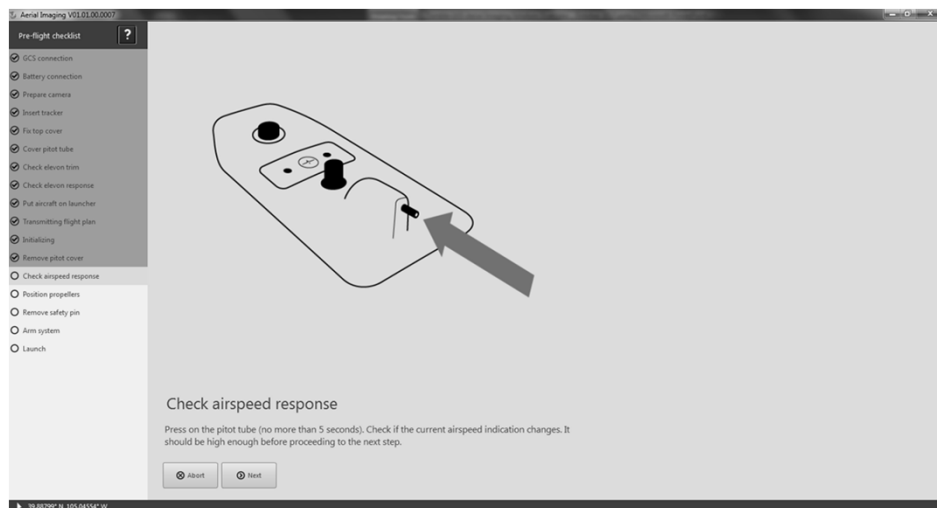 Aerial Imaging V01.01.00.0007
Pre-flight checklist
?
GCS connection
Battery connection
Prepare camera
Insert tracker
Fix top cover
Cover pitot tube
Check elevon trim
Check elevon response
Put aircraft on launcher
Transmitting flight plan
Initializing
Remove pitot cover
Check airspeed response
Position propellers
Remove safety pin
Arm system
Launch
Check airspeed response
Press on the pitot tube (no more than 5 seconds). Check if the current airspeed indication changes. It
should be high enough before proceeding to the next step.
Abort
Next
39.88799° N, 105.04554° W